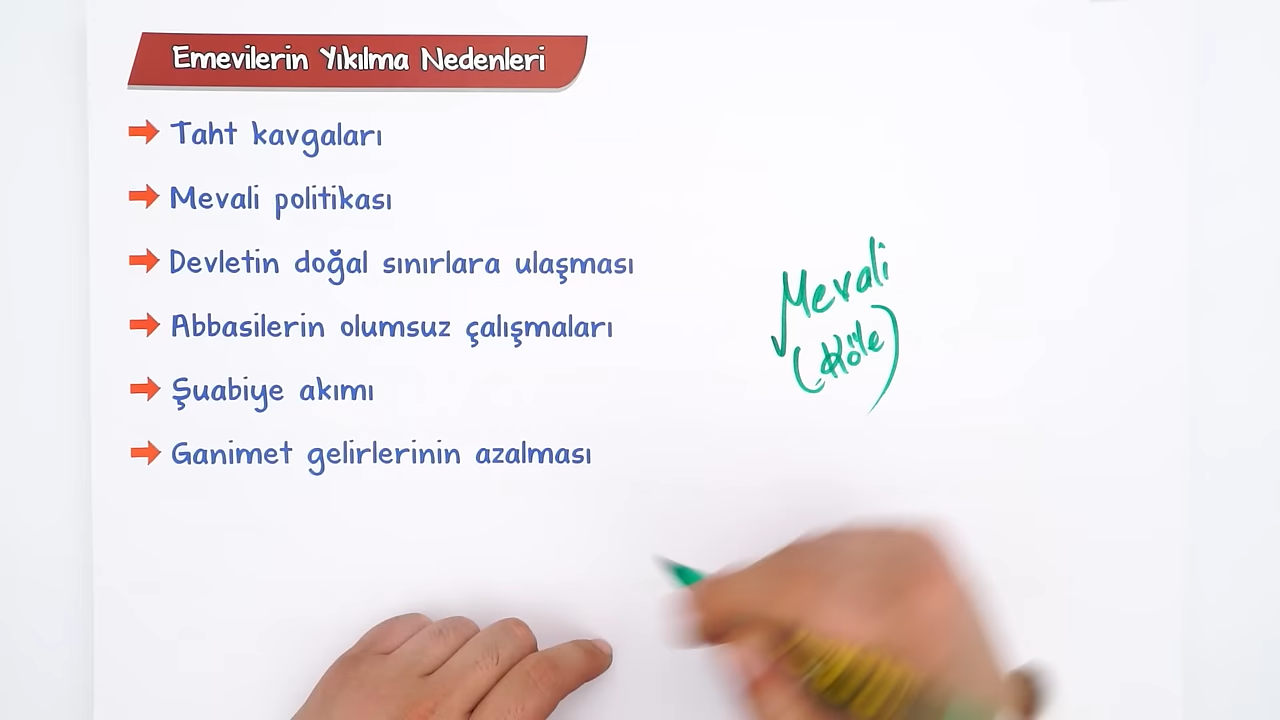 Emevilerin Yıkılma Nedenleri
Taht kavgaları
Mevali politikası
Devletin doğal sınırlara ulaşması
Abbasilerin olumsuz çalışmaları
Şuabiye akımı
Ganimet gelirlerinin azalması
Mevali
(Köle)